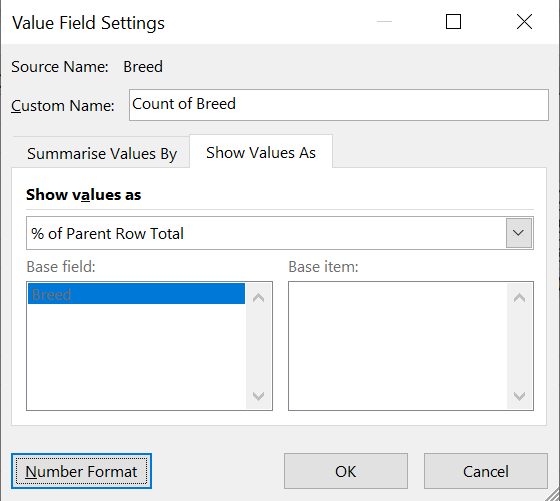 Value Field Settings
Source Name: Breed
Custom Name: Count of Breed
Summarise Values By Show Values As
Show values as
% of Parent Row Total
Base field: Base item:
Breed
Number Format OK Cancel